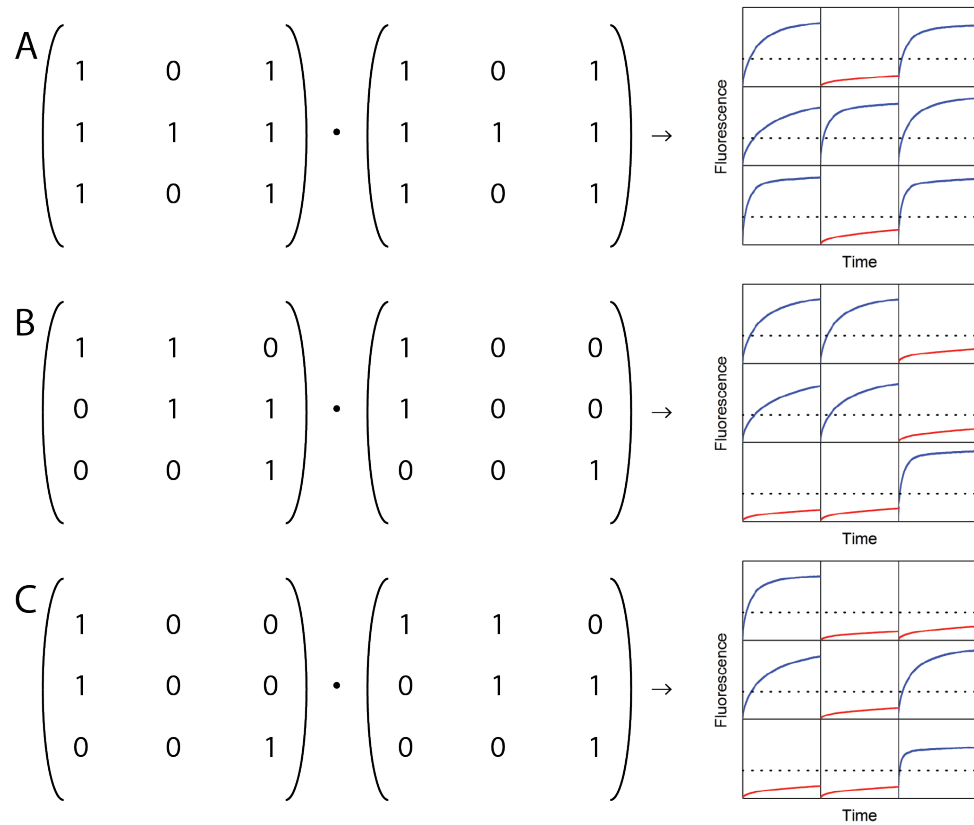 A
1 0 1 1 0 1
1 1 1 • 1 1 1 →
1 0 1 1 0 1
Fluorescence
Time
B
1 1 0 1 0 0
0 1 1 • 1 0 0 →
0 0 1 0 0 1
Fluorescence
Time
C
1 0 0 1 1 0
1 0 0 • 0 1 1 →
0 0 1 0 0 1
Fluorescence
Time